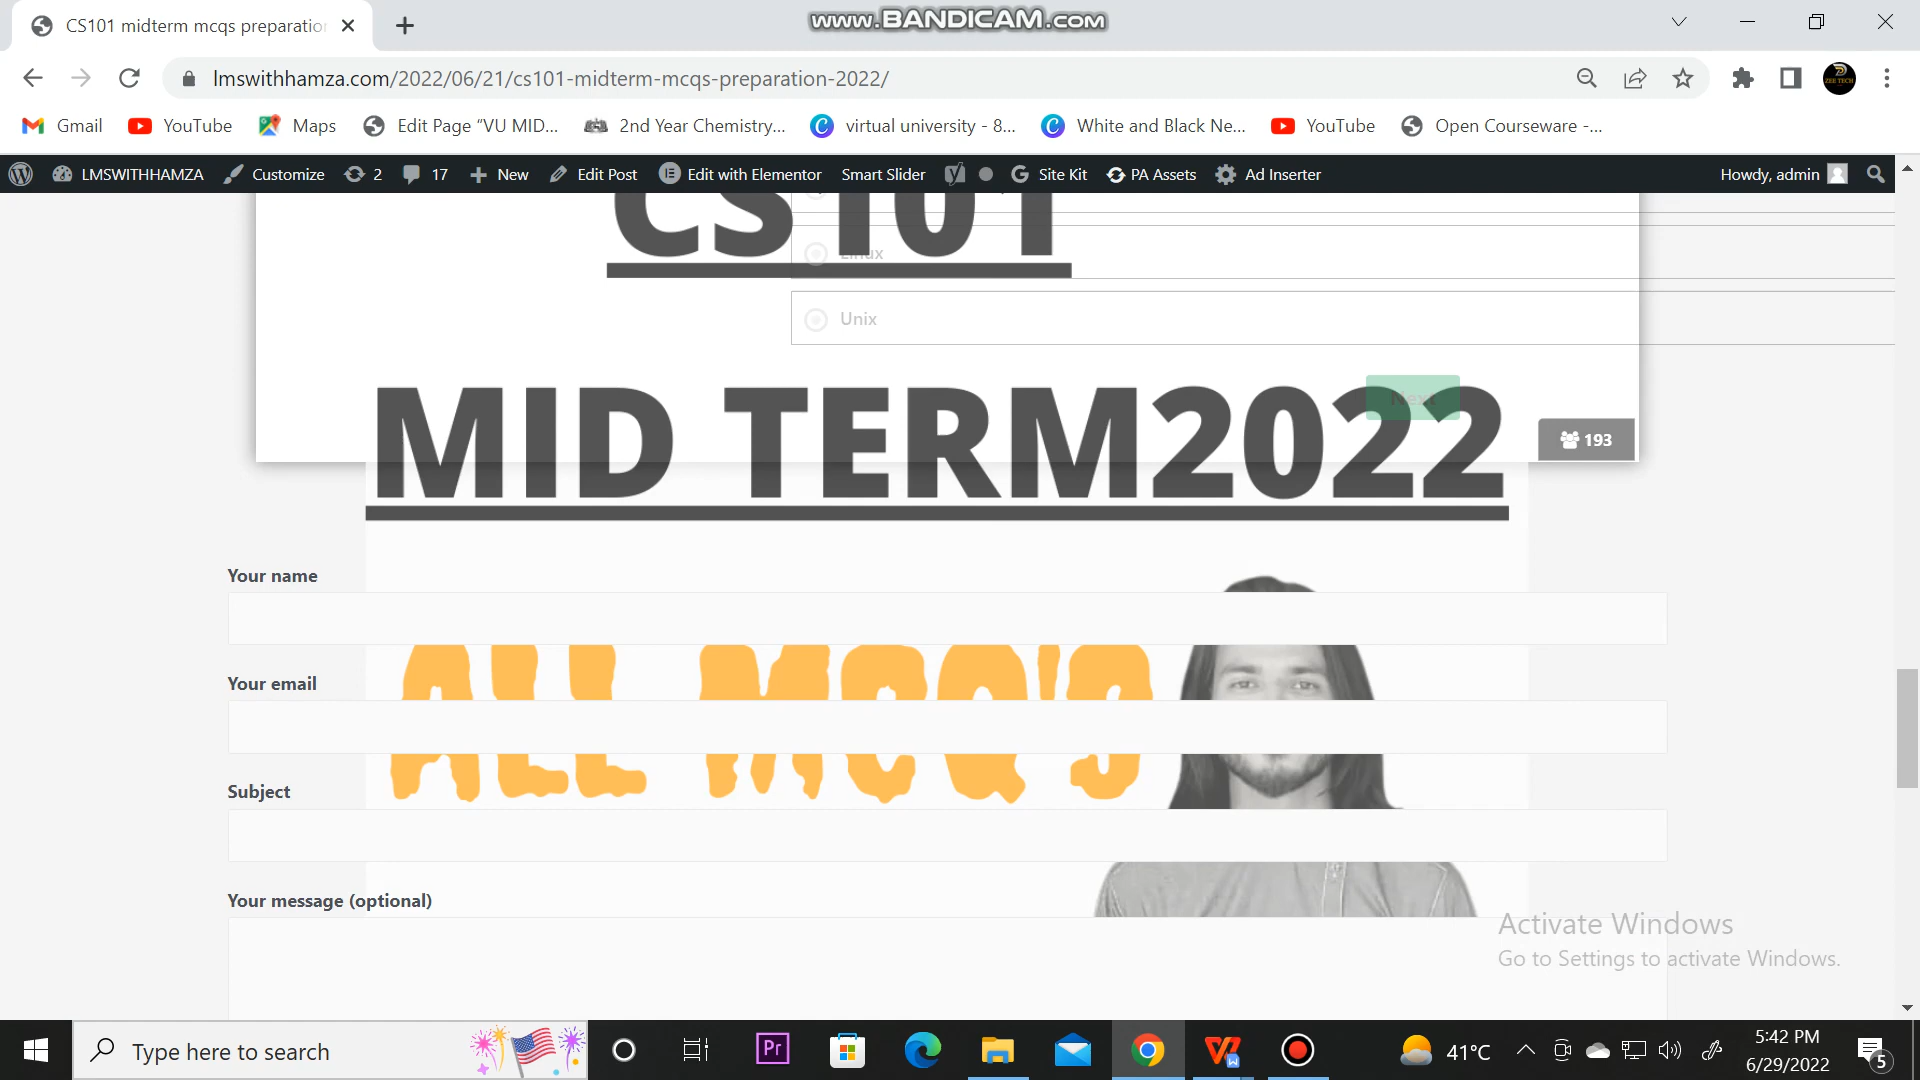 CS101 midterm mcqs preparatio
www.BANDICAM.com
lmswithhamza.com/2022/06/21/cs101-midterm-mcqs-preparation-2022/
Gmail YouTube Maps Edit Page “VU MID... 2nd Year Chemistry... virtual university - 8... White and Black Ne... YouTube Open Courseware -...
LMSWITHHAMZA Customize 2 17 New Edit Post Edit with Elementor Smart Slider Site Kit PA Assets Ad Inserter Howdy, admin
CS101
Linux
Unix
Next
MID TERM2022
193
Your name
ALL MCQ'S
Your email
Subject
Your message (optional)
Activate Windows
Go to Settings to activate Windows.
Type here to search
Pr
41°C
5:42 PM
6/29/2022
5